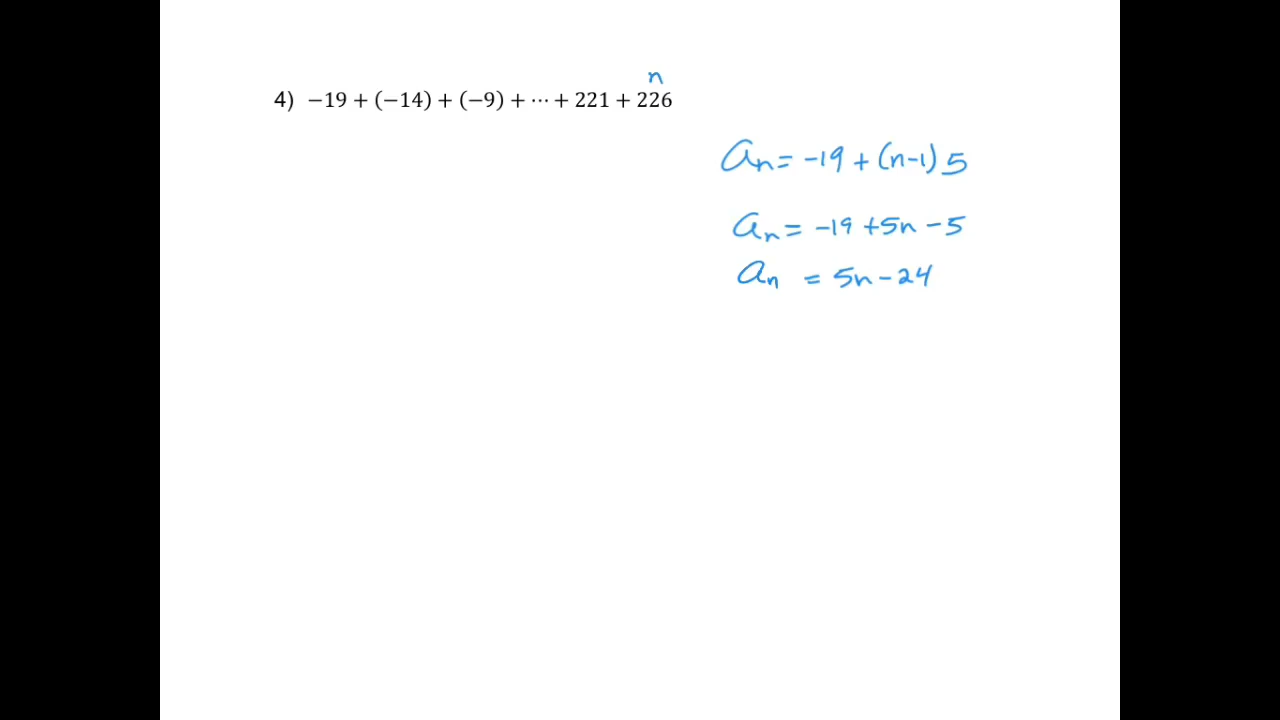 n
4) −19 + (−14) + (−9) + ⋯ + 221 + 226
an = -19 + (n-1) 5
an = -19 +5n -5
an = 5n - 24